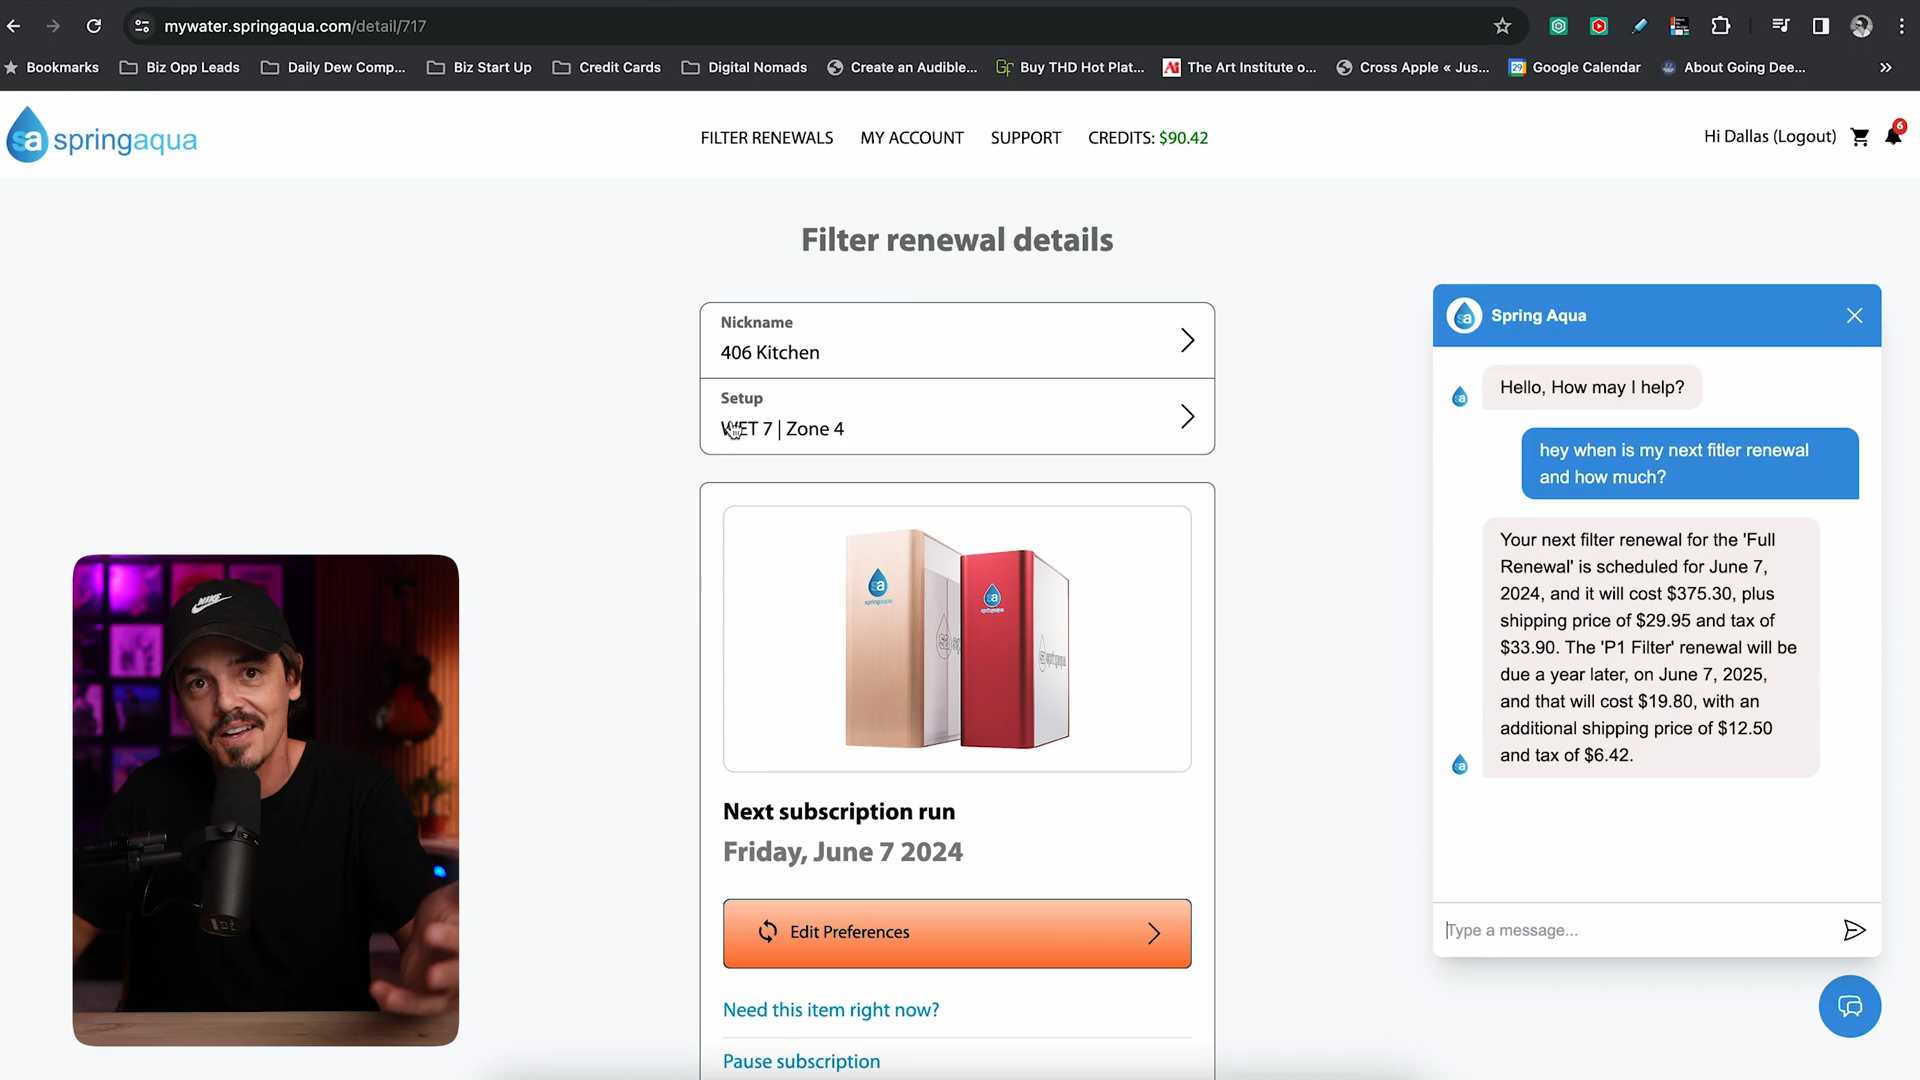 mywater.springaqua.com/detail/717
Bookmarks
Biz Opp Leads
Daily Dew Comp...
Biz Start Up
Credit Cards
Digital Nomads
Create an Audible...
Buy THD Hot Plat...
The Art Institute o...
Cross Apple « Jus...
Google Calendar
About Going Dee...
sa springaqua
FILTER RENEWALS
MY ACCOUNT
SUPPORT
CREDITS: $90.42
Hi Dallas (Logout)
6
Filter renewal details
Nickname
406 Kitchen
Setup
WET 7 | Zone 4
sa
springaqua
sa
springaqua
Next subscription run
Friday, June 7 2024
Edit Preferences
Need this item right now?
Pause subscription
Spring Aqua
Hello, How may I help?
hey when is my next fitler renewal
and how much?
Your next filter renewal for the 'Full
Renewal' is scheduled for June 7,
2024, and it will cost $375.30, plus
shipping price of $29.95 and tax of
$33.90. The 'P1 Filter' renewal will be
due a year later, on June 7, 2025,
and that will cost $19.80, with an
additional shipping price of $12.50
and tax of $6.42.
Type a message...
NIKE